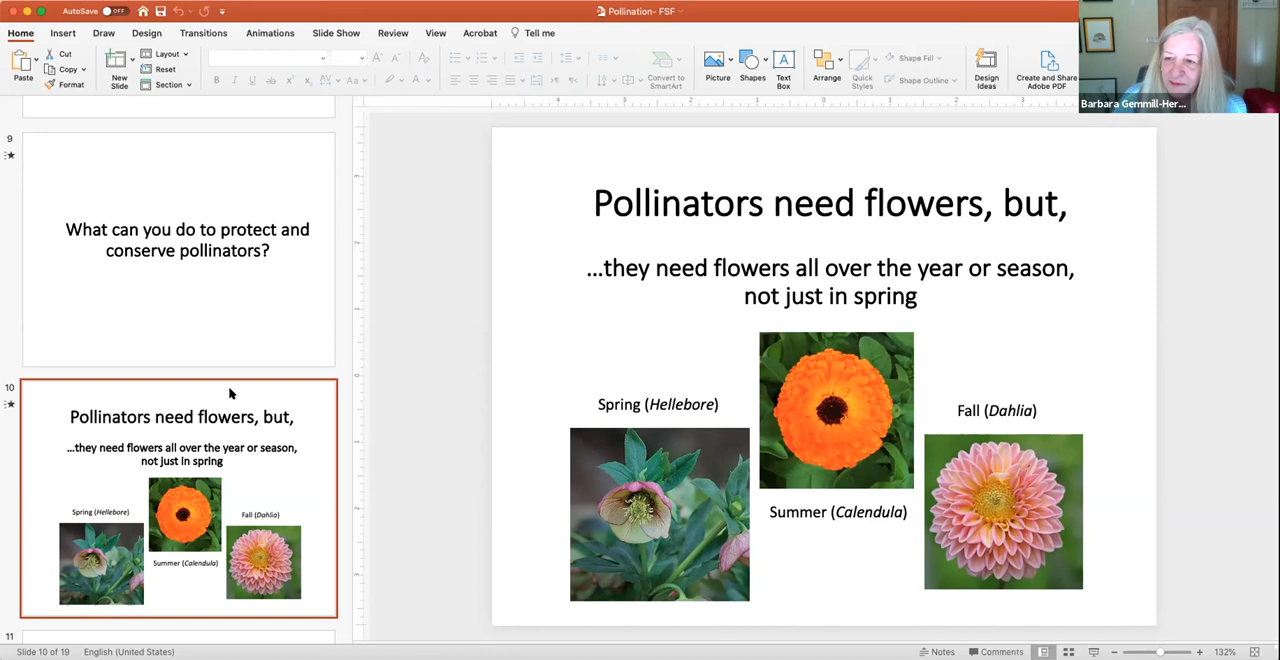 AutoSave OFF
Pollination- FSF
Home Insert Draw Design Transitions Animations Slide Show Review View Acrobat Tell me
Paste
Cut
Copy
Format
New Slide
Layout
Reset
Section
Convert to SmartArt
Picture
Shapes
Text Box
Arrange
Quick Styles
Shape Fill
Shape Outline
Design Ideas
Create and Share Adobe PDF
Barbara Gemmill-Her...
9
What can you do to protect and
conserve pollinators?
10
Pollinators need flowers, but,
...they need flowers all over the year or season,
not just in spring
Spring (Hellebore)
Fall (Dahlia)
Summer (Calendula)
11
Pollinators need flowers, but,
...they need flowers all over the year or season,
not just in spring
Spring (Hellebore)
Fall (Dahlia)
Summer (Calendula)
Slide 10 of 19 English (United States) Notes Comments 132%